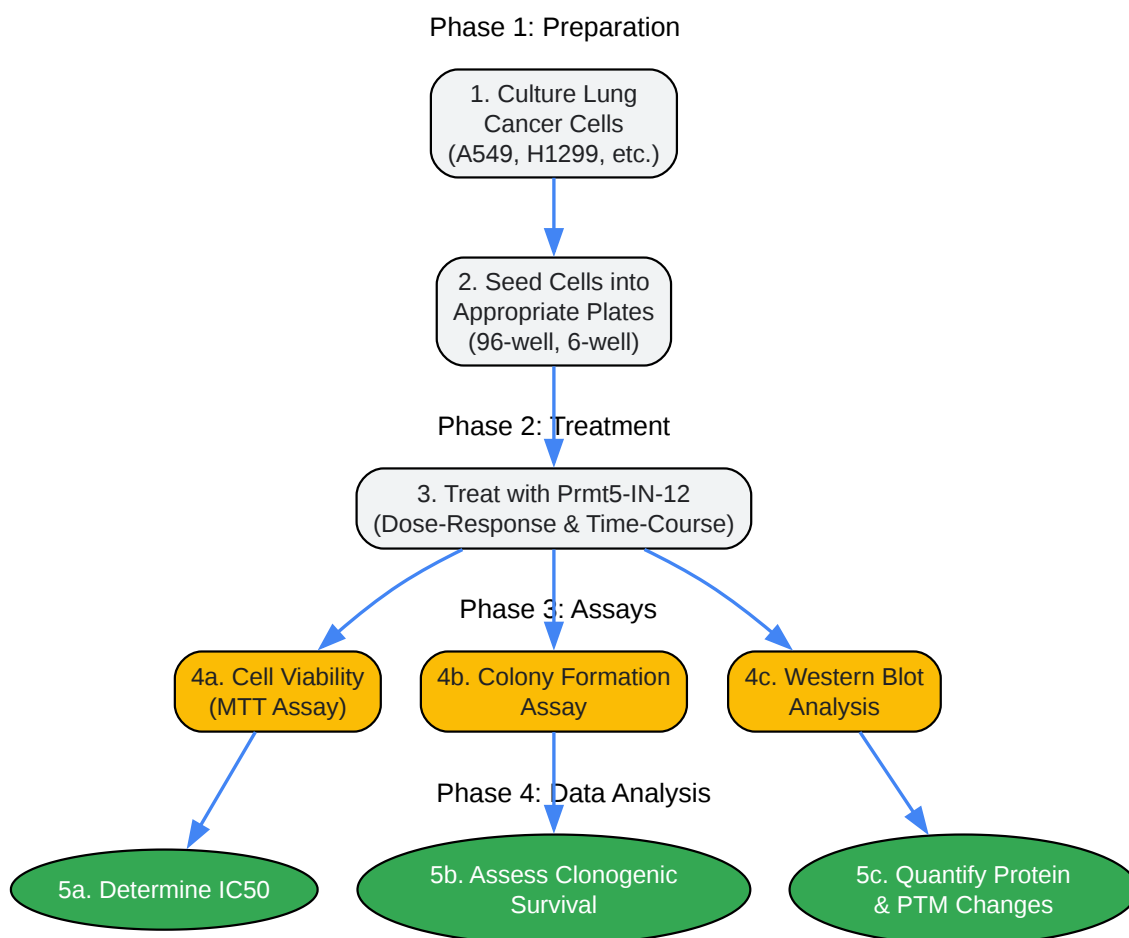 Phase 1: Preparation
1. Culture Lung
Cancer Cells
(A549, H1299, etc.)
2. Seed Cells into
Appropriate Plates
(96-well, 6-well)
Phase 2: Treatment
3. Treat with Prmt5-IN-12
(Dose-Response & Time-Course)
Phase 3: Assays
4a. Cell Viability
(MTT Assay)
4b. Colony Formation
Assay
4c. Western Blot
Analysis
Phase 4: Data Analysis
5a. Determine IC50
5b. Assess Clonogenic
Survival
5c. Quantify Protein
& PTM Changes